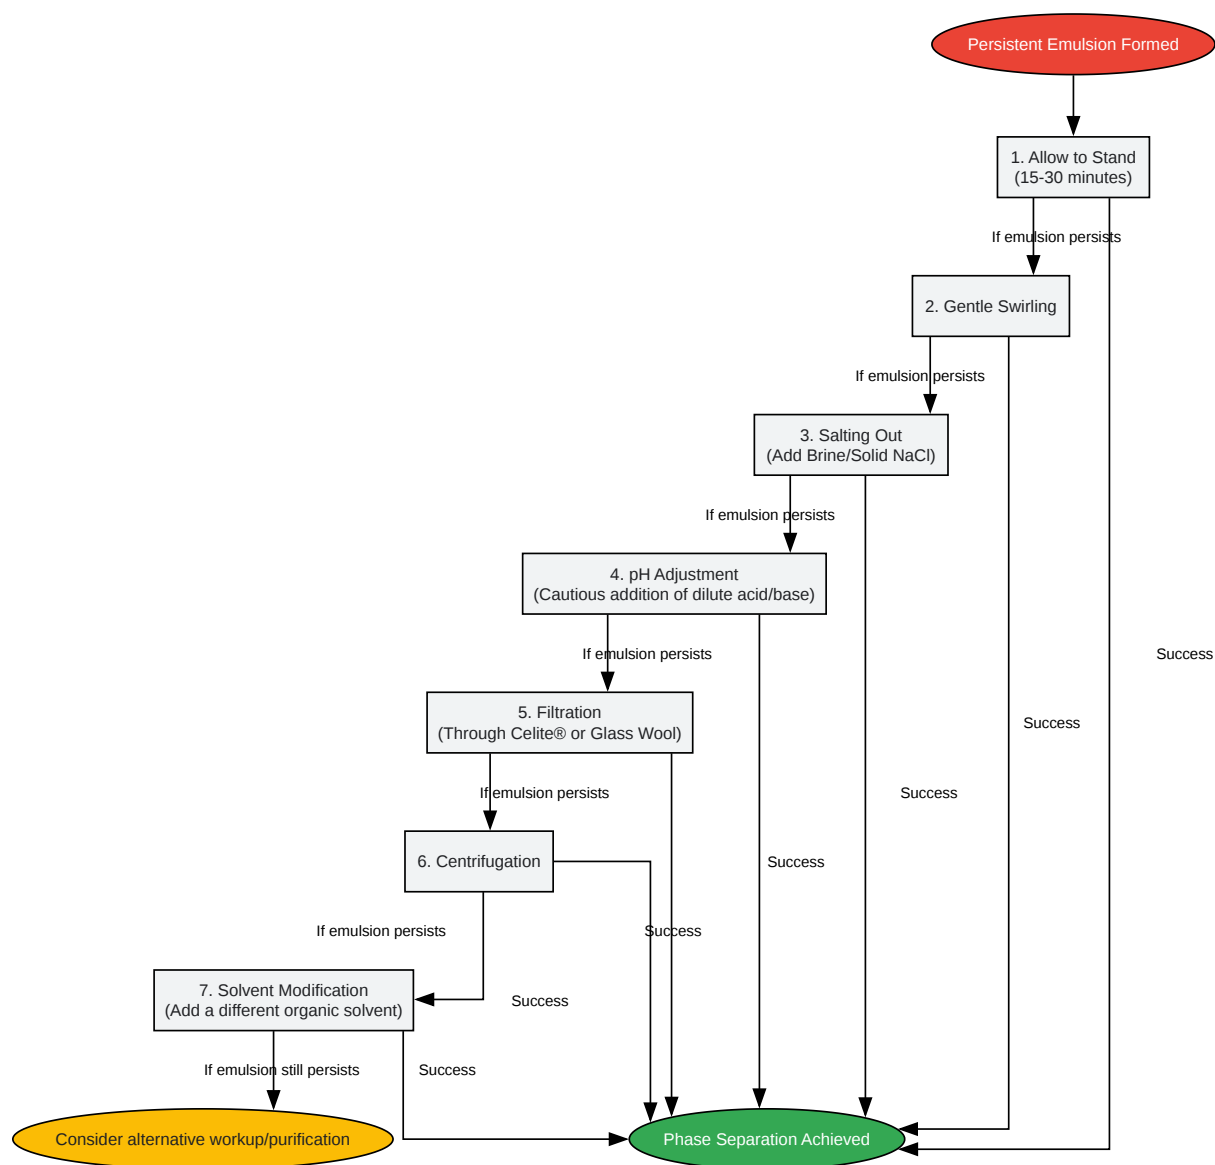 Persistent Emulsion Formed
1. Allow to Stand
(15-30 minutes)
If emulsion persists
2. Gentle Swirling
If emulsion persists
3. Salting Out
(Add Brine/Solid NaCl)
If emulsion persists
4. pH Adjustment
(Cautious addition of dilute acid/base)
If emulsion persists
Success
5. Filtration
(Through Celite® or Glass Wool)
Success
If emulsion persists
Success
6. Centrifugation
Success
If emulsion persists
Success
7. Solvent Modification
(Add a different organic solvent)
Success
If emulsion still persists
Success
Consider alternative workup/purification
Phase Separation Achieved